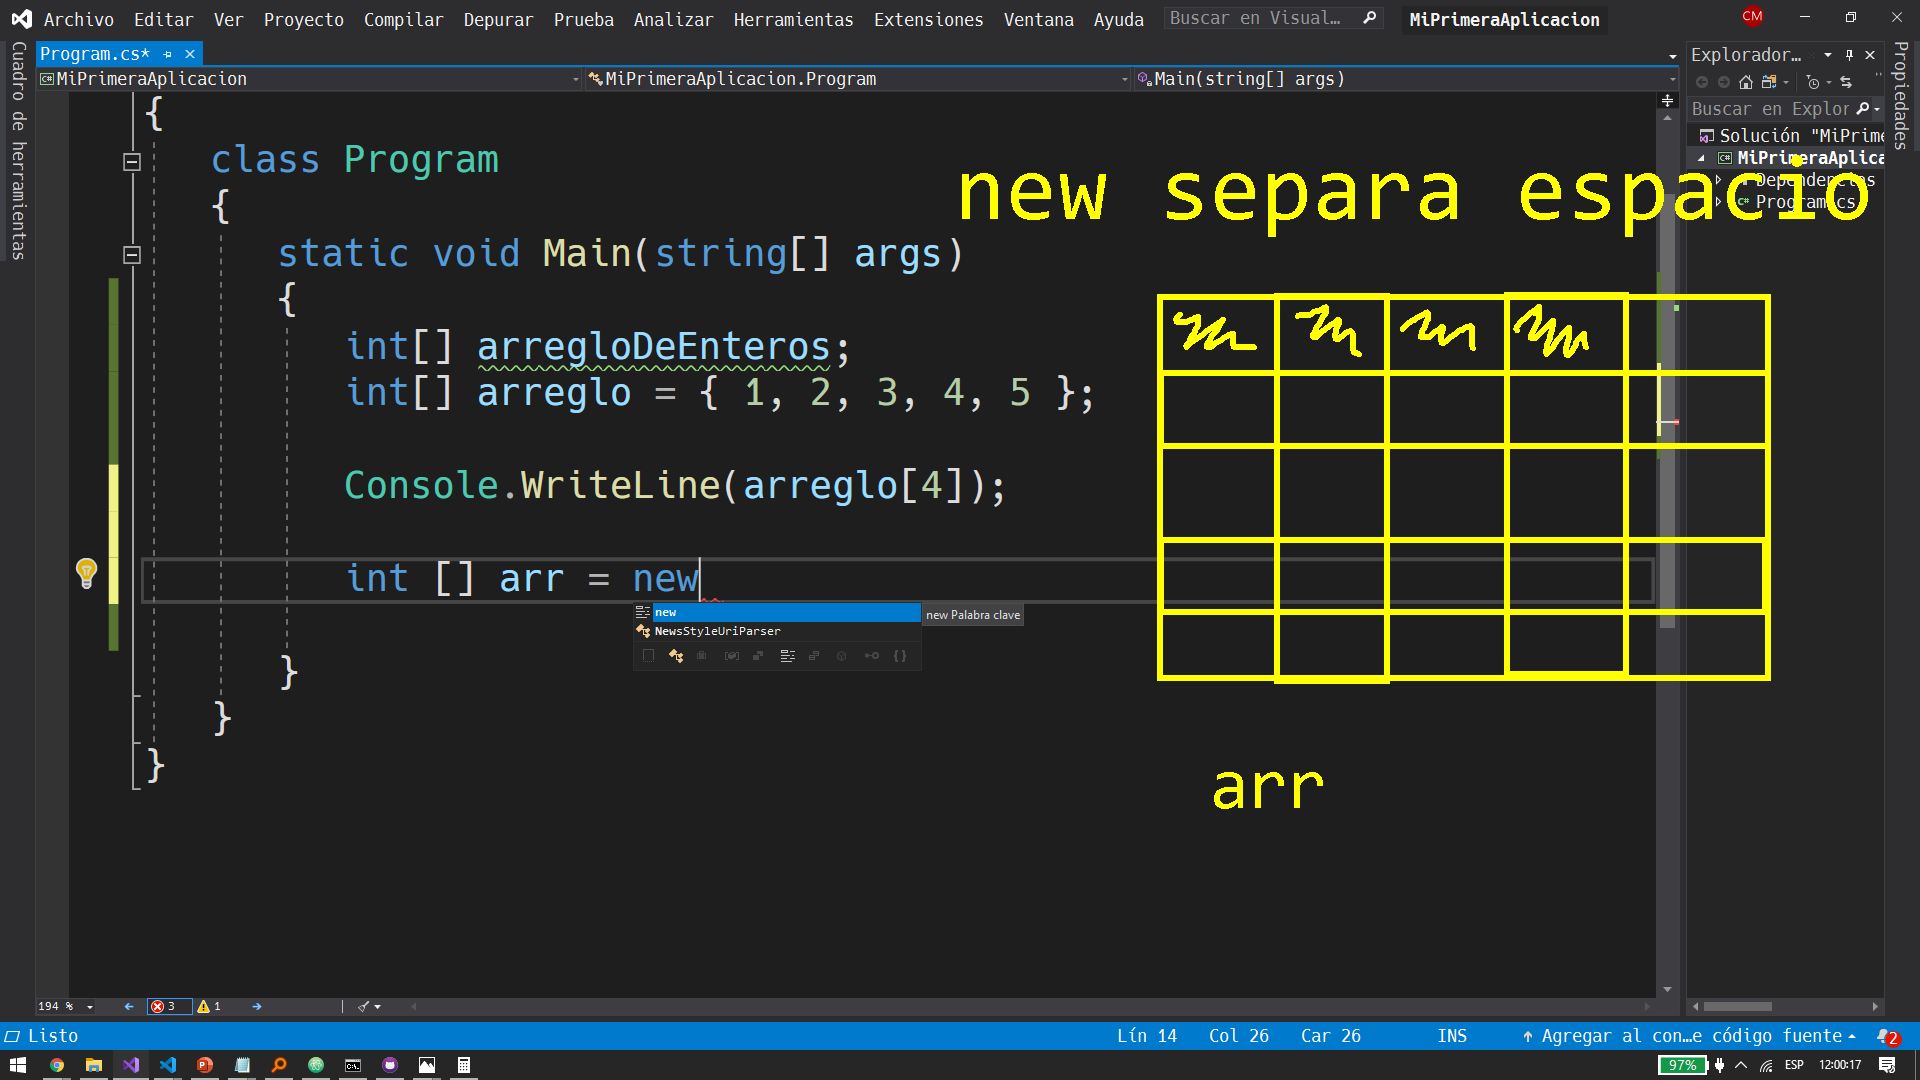 Archivo Editar Ver Proyecto Compilar Depurar Prueba Analizar Herramientas Extensiones Ventana Ayuda Buscar en Visual... MiPrimeraAplicacion CM
Program.cs*
MiPrimeraAplicacion MiPrimeraAplicacion.Program Main(string[] args)
Cuadro de herramientas
{
class Program
{
static void Main(string[] args)
{
int[] arregloDeEnteros;
int[] arreglo = { 1, 2, 3, 4, 5 };
Console.WriteLine(arreglo[4]);
int [] arr = new
new
new Palabra clave
NewsStyleUriParser
}
}
}
new separa espacio
arr
Explorador...
Buscar en Explor
Solución "MiPrime
MiPrimeraAplica
Dependencias
Program.cs
Propiedades
194 % 3 1
Listo Lín 14 Col 26 Car 26 INS Agregar al con...e código fuente 2
97% ESP 12:00:17